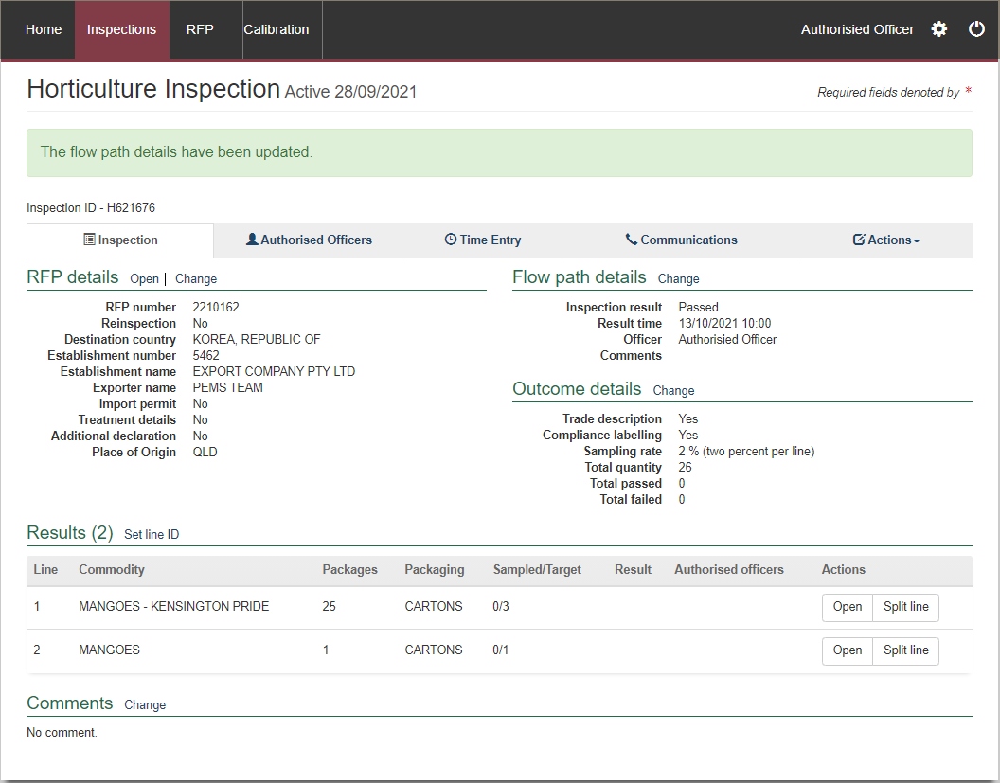 Home Inspections RFP Calibration Authorisied Officer
Horticulture Inspection Active 28/09/2021
Required fields denoted by *
The flow path details have been updated.
Inspection ID - H621676
Inspection Authorised Officers Time Entry Communications Actions
RFP details Open | Change
RFP number 2210162
Reinspection No
Destination country KOREA, REPUBLIC OF
Establishment number 5462
Establishment name EXPORT COMPANY PTY LTD
Exporter name PEMS TEAM
Import permit No
Treatment details No
Additional declaration No
Place of Origin QLD
Flow path details Change
Inspection result Passed
Result time 13/10/2021 10:00
Officer Authorisied Officer
Comments
Outcome details Change
Trade description Yes
Compliance labelling Yes
Sampling rate 2 % (two percent per line)
Total quantity 26
Total passed 0
Total failed 0
Results (2) Set line ID
Line Commodity Packages Packaging Sampled/Target Result Authorised officers Actions
1 MANGOES - KENSINGTON PRIDE 25 CARTONS 0/3 Open Split line
2 MANGOES 1 CARTONS 0/1 Open Split line
Comments Change
No comment.